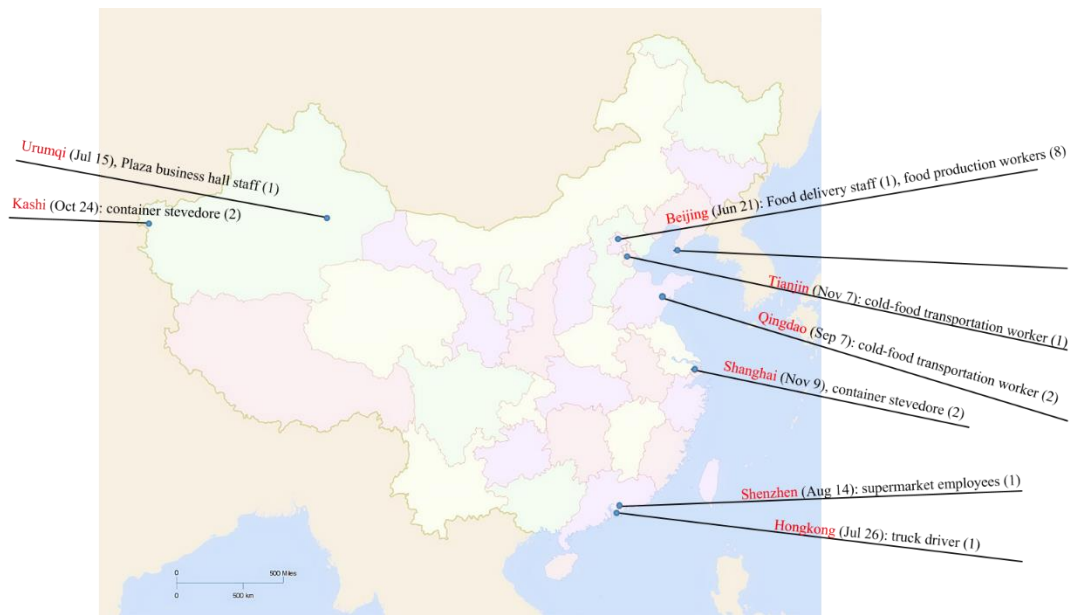 Urumqi (Jul 15), Plaza business hall staff (1)
Kashi (Oct 24): container stevedore (2)
Beijing (Jun 21): Food delivery staff (1), food production workers (8)
Tianjin (Nov 7): cold-food transportation worker (1)
Qingdao (Sep 7): cold-food transportation worker (2)
Shanghai (Nov 9), container stevedore (2)
Shenzhen (Aug 14): supermarket employees (1)
Hongkong (Jul 26): truck driver (1)
0 500 Miles
0 500 km